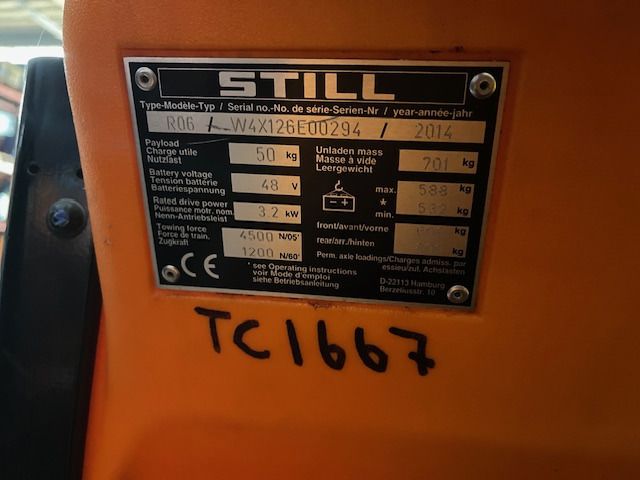 STILL
Type-Modèle-Typ / Serial no.-No. de série-Serien-Nr / year-année-jahr
R06 / W4X126E00294 / 2014
Payload
Charge utile
Nutzlast
50 kg
Battery voltage
Tension batterie
Batteriespannung
48 V
Rated drive power
Puissance motr. nom.
Nenn-Antriebsleist
3.2 kW
Towing force
Force de train.
Zugkraft
4500 N/05'
1200 N/60'
CE
Unladen mass
Masse à vide
Leergewicht
701 kg
max. 588 kg
*
min. 532 kg
front/avant/vorne
kg
rear/arr./hinten
kg
Perm. axle loadings/Charges admiss. par
essieu/zul. Achslasten
* see Operating instructions
voir Mode d'emploi
siehe Betriebsanleitung
D-22113 Hamburg
Berzeliusstr. 10
TC1667